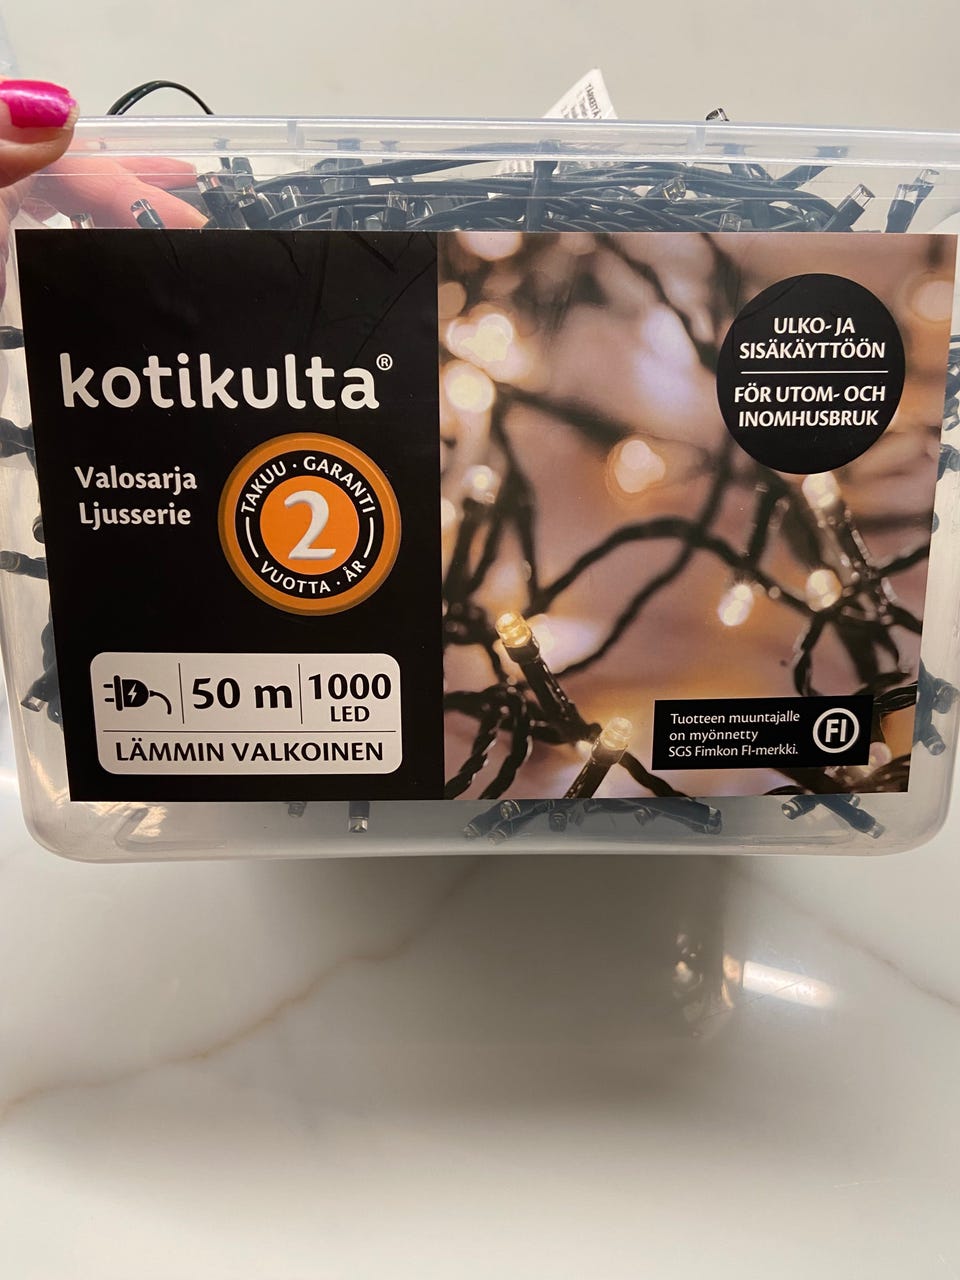 TÄRKEITÄ
kotikulta®
Valosarja
Ljusserie
TAKUU · GARANTI
2
VUOTTA · ÅR
50 m
1000
LED
LÄMMIN VALKOINEN
ULKO- JA
SISÄKÄYTTÖÖN
FÖR UTOM- OCH
INOMHUSBRUK
Tuotteen muuntajalle
on myönnetty
SGS Fimkon FI-merkki.
FI